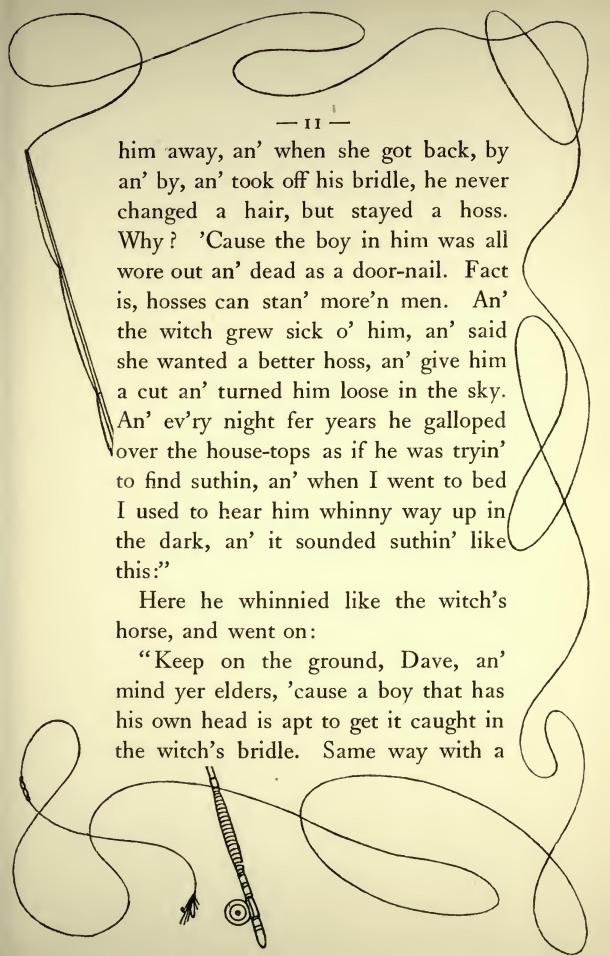 — 11 —
him away, an’ when she got back, by
an’ by, an’ took off his bridle, he never
changed a hair, but stayed a hoss.
Why? ’Cause the boy in him was all
wore out an’ dead as a door-nail. Fact
is, hosses can stan’ more’n men. An’
the witch grew sick o’ him, an’ said
she wanted a better hoss, an’ give him
a cut an’ turned him loose in the sky.
An’ ev’ry night fer years he galloped
over the house-tops as if he was tryin’
to find suthin, an’ when I went to bed
I used to hear him whinny way up in
the dark, an’ it sounded suthin’ like
this:”
Here he whinnied like the witch’s
horse, and went on:
“Keep on the ground, Dave, an’
mind yer elders, ’cause a boy that has
his own head is apt to get it caught in
the witch’s bridle. Same way with a